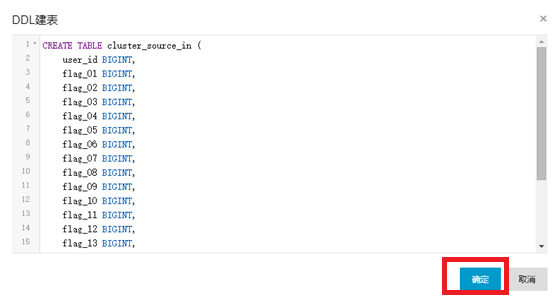 DDL建表
×
1 CREATE TABLE cluster_source_in (
2 user_id BIGINT,
3 flag_01 BIGINT,
4 flag_02 BIGINT,
5 flag_03 BIGINT,
6 flag_04 BIGINT,
7 flag_05 BIGINT,
8 flag_06 BIGINT,
9 flag_07 BIGINT,
10 flag_08 BIGINT,
11 flag_09 BIGINT,
12 flag_10 BIGINT,
13 flag_11 BIGINT,
14 flag_12 BIGINT,
15 flag_13 BIGINT,
确定 取消